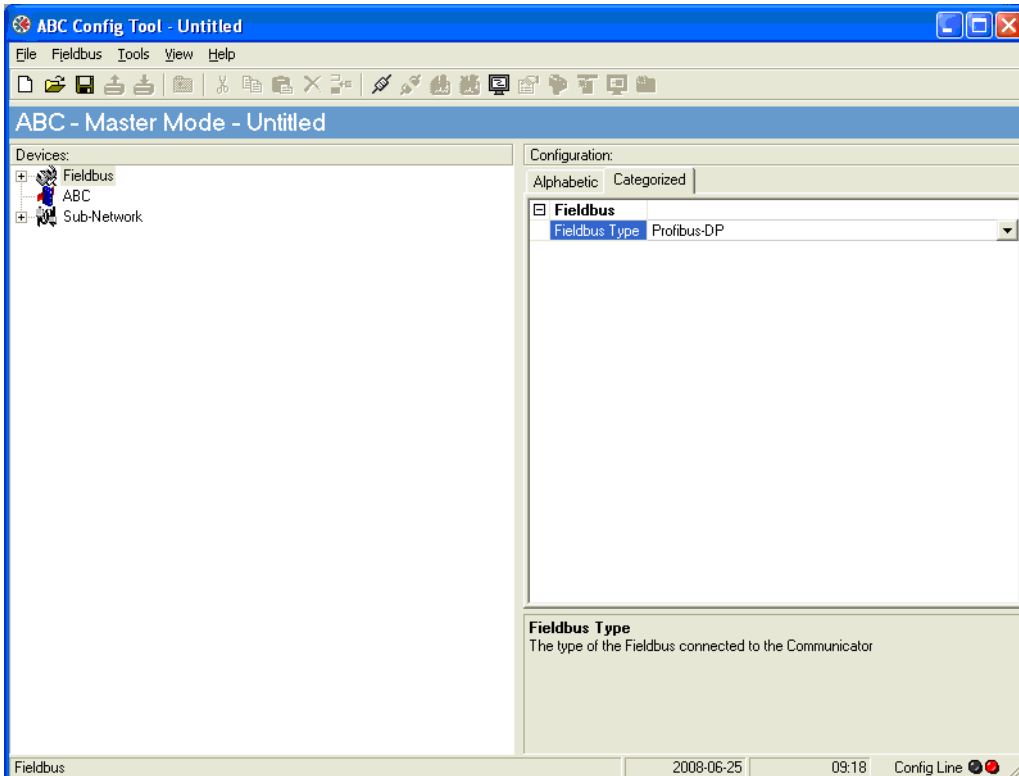 ABC Config Tool - Untitled
File Fieldbus Tools View Help
ABC - Master Mode - Untitled
Devices:
Fieldbus
ABC
Sub-Network
Configuration:
Alphabetic Categorized
Fieldbus
Fieldbus Type Profibus-DP
Fieldbus Type
The type of the Fieldbus connected to the Communicator
Fieldbus 2008-06-25 09:18 Config Line